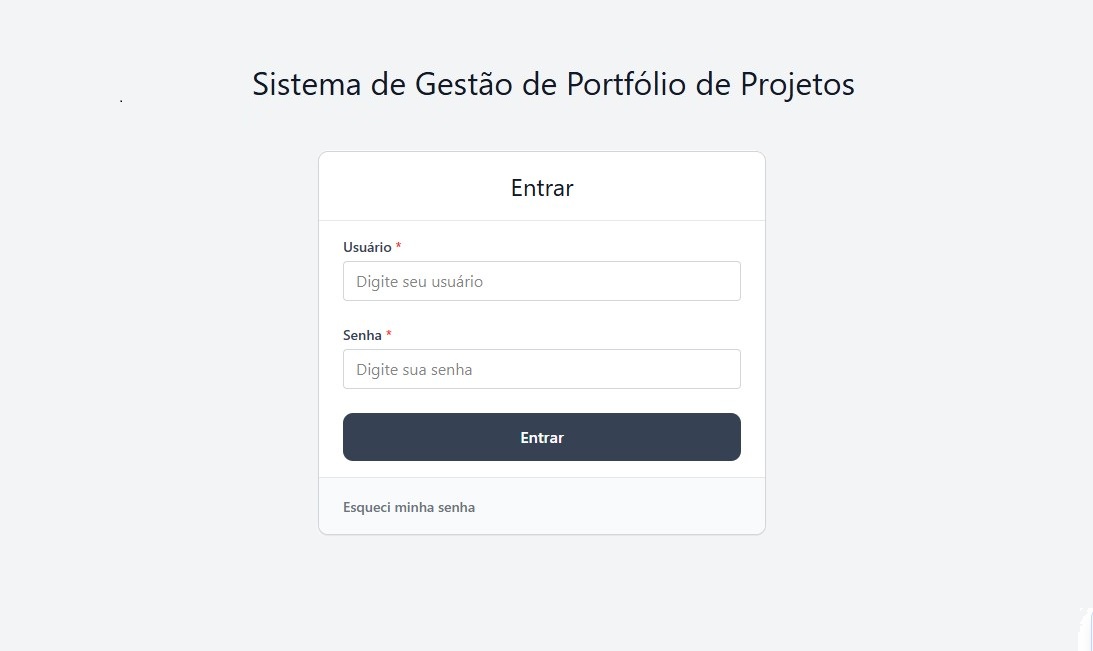 Sistema de Gestão de Portfólio de Projetos
Entrar
Usuário *
Digite seu usuário
Senha *
Digite sua senha
Entrar
Esqueci minha senha